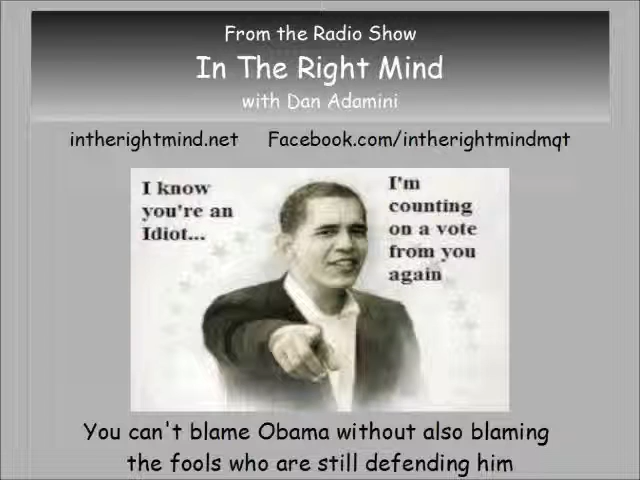 From the Radio Show
In The Right Mind
with Dan Adamini
intherightmind.net Facebook.com/intherightmindmqt
I know
you're an
Idiot...
I'm
counting
on a vote
from you
again
You can't blame Obama without also blaming
the fools who are still defending him